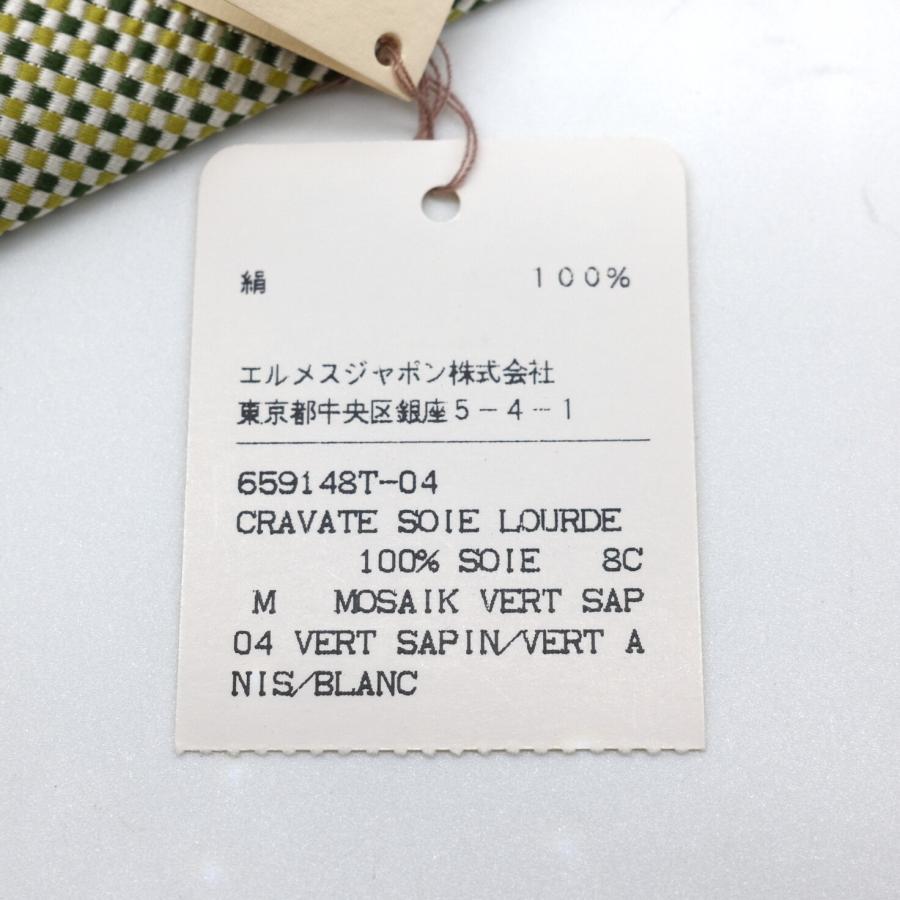 絹 100%
エルメスジャポン株式会社
東京都中央区銀座5-4-1
659148T-04
CRAVATE SOIE LOURDE
100% SOIE 8C
M MOSAIK VERT SAP
04 VERT SAPIN/VERT A
NIS/BLANC